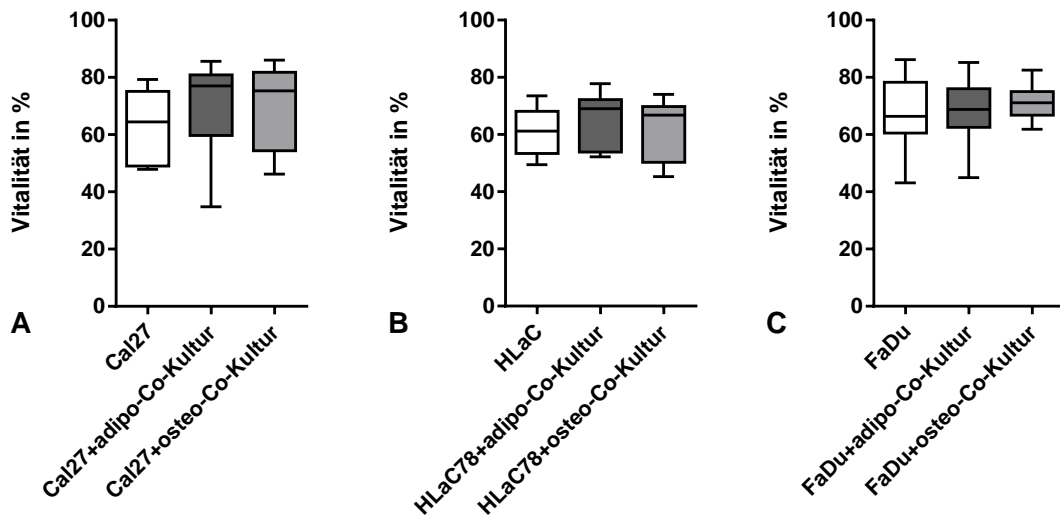 Vitalität in %
100
80
60
40
20
0
A
Cal27
Cal27+adipo-Co-Kultur
Cal27+osteo-Co-Kultur
Vitalität in %
100
80
60
40
20
0
B
HLaC
HLaC78+adipo-Co-Kultur
HLaC78+osteo-Co-Kultur
Vitalität in %
100
80
60
40
20
0
C
FaDu
FaDu+adipo-Co-Kultur
FaDu+osteo-Co-Kultur